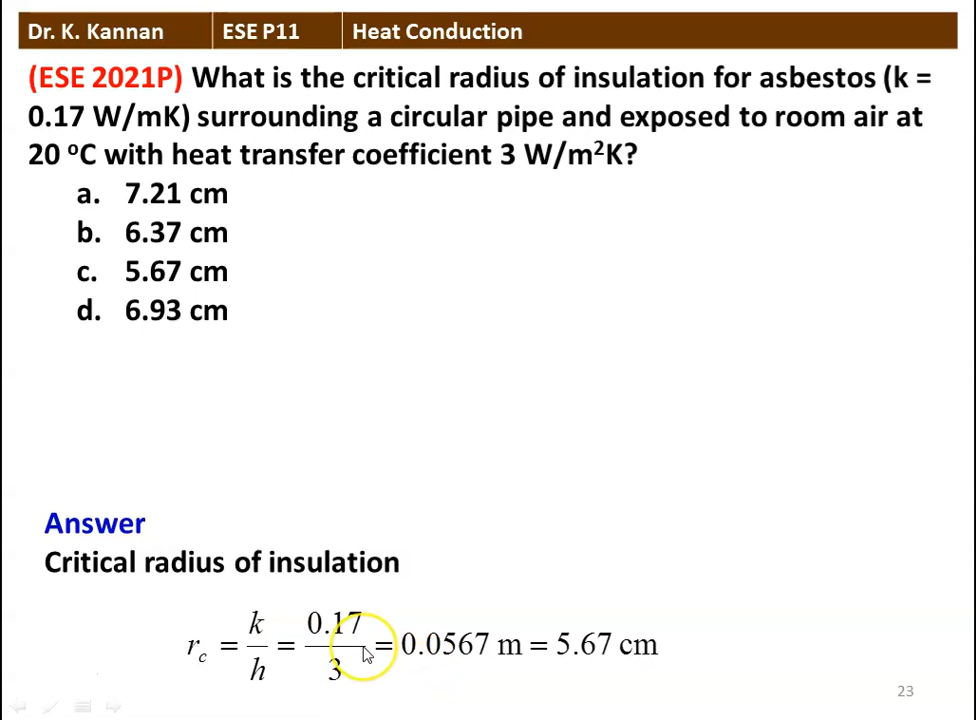 Dr. K. Kannan ESE P11 Heat Conduction
(ESE 2021P) What is the critical radius of insulation for asbestos (k =
0.17 W/mK) surrounding a circular pipe and exposed to room air at
20 °C with heat transfer coefficient 3 W/m²K?
a. 7.21 cm
b. 6.37 cm
c. 5.67 cm
d. 6.93 cm
Answer
Critical radius of insulation
r_c = k/h = 0.17/3 = 0.0567 m = 5.67 cm
23